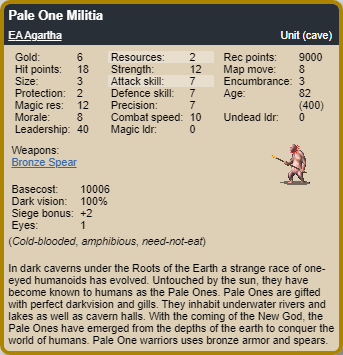 Pale One Militia
EA Agartha Unit (cave)
Gold: 6 Resources: 2 Rec points: 9000
Hit points: 18 Strength: 12 Map move: 8
Size: 3 Attack skill: 7 Encumbrance: 3
Protection: 2 Defence skill: 7 Age: 82
Magic res: 12 Precision: 7 (400)
Morale: 8 Combat speed: 10 Undead ldr: 0
Leadership: 40 Magic ldr: 0
Weapons:
Bronze Spear
Basecost: 10006
Dark vision: 100%
Siege bonus: +2
Eyes: 1
(Cold-blooded, amphibious, need-not-eat)
In dark caverns under the Roots of the Earth a strange race of one-
eyed humanoids has evolved. Untouched by the sun, they have
become known to humans as the Pale Ones. Pale Ones are gifted
with perfect darkvision and gills. They inhabit underwater rivers and
lakes as well as cavern halls. With the coming of the New God, the
Pale Ones have emerged from the depths of the earth to conquer the
world of humans. Pale One warriors uses bronze armor and spears.